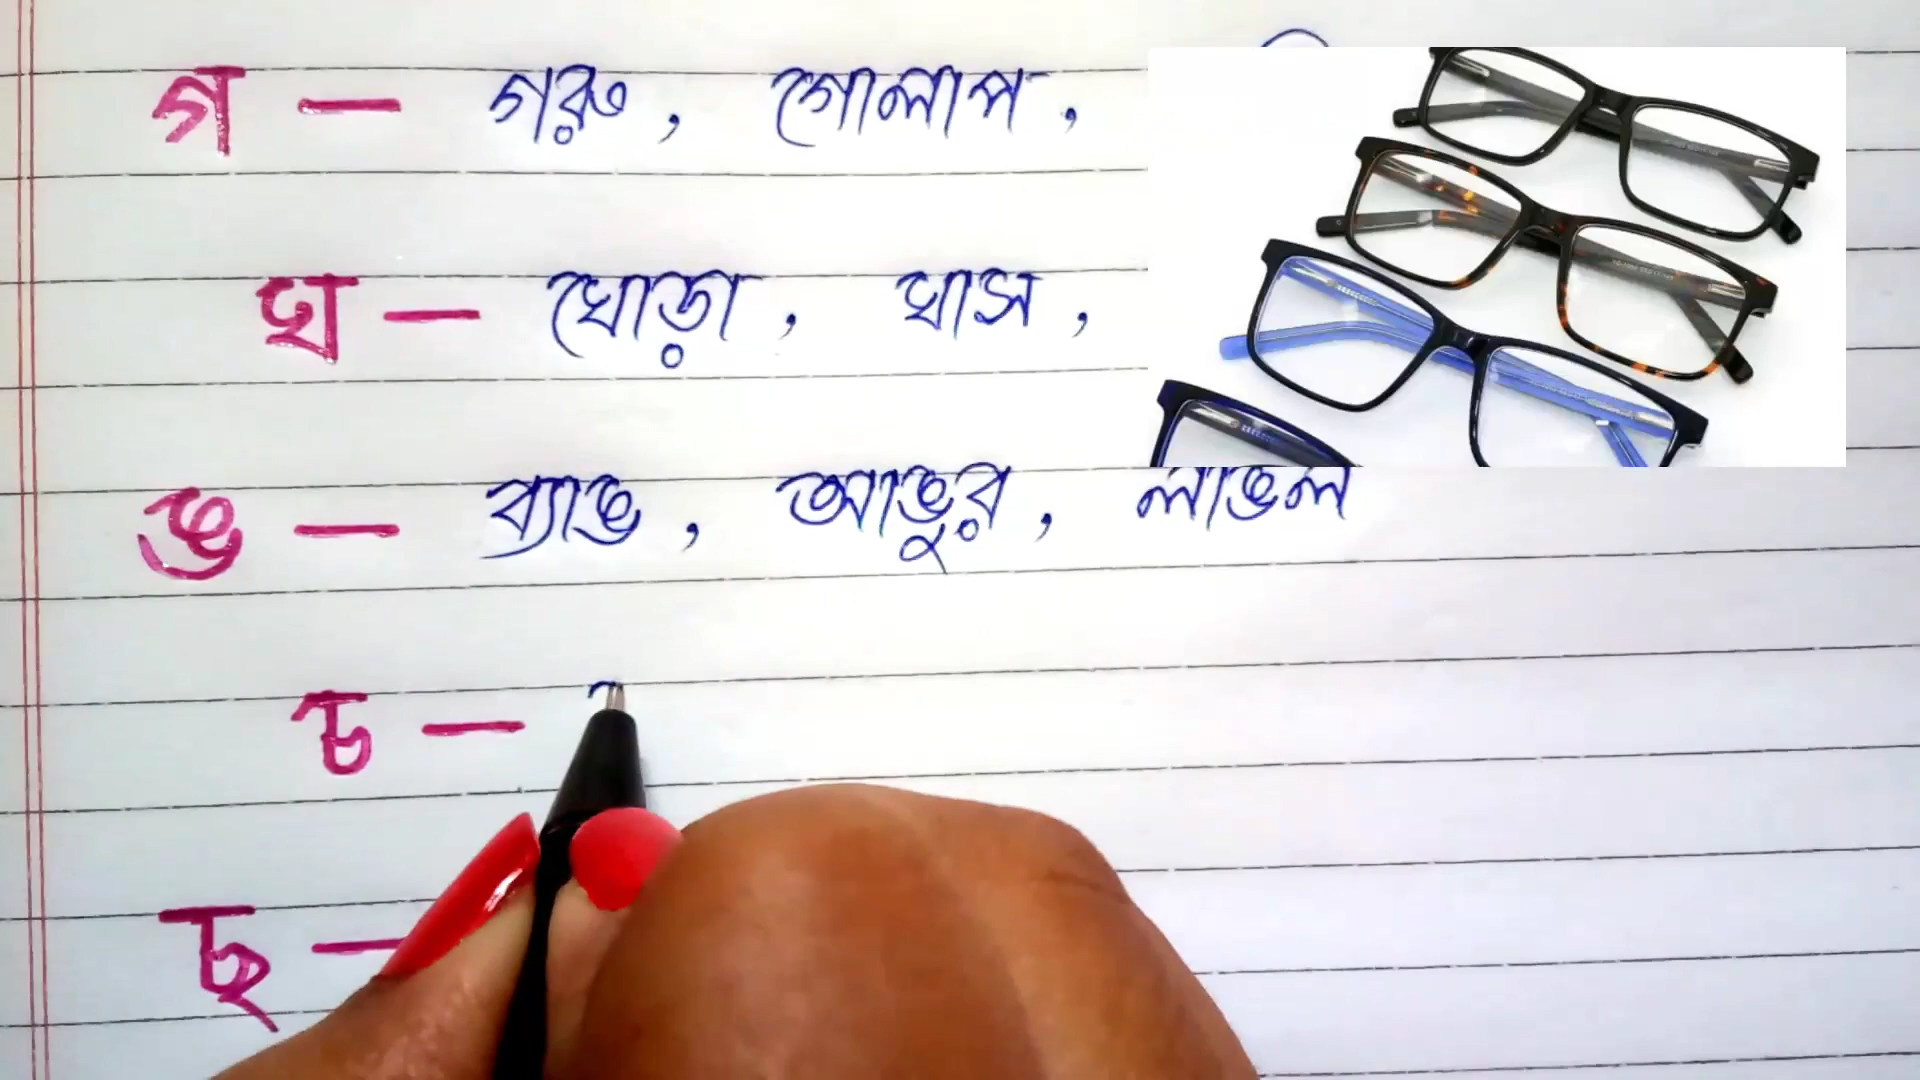 গ — গরু, গোলাপ,
ঘ — ঘোড়া, ঘাস,
ঙ — ব্যাঙ, আঙুর, লাঙল
চ —
ছ —